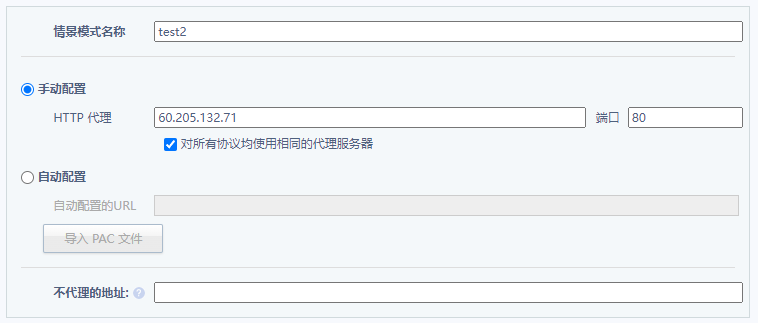 情景模式名称 test2
手动配置
HTTP 代理 60.205.132.71 端口 80
对所有协议均使用相同的代理服务器
自动配置
自动配置的URL
导入 PAC 文件
不代理的地址: ?